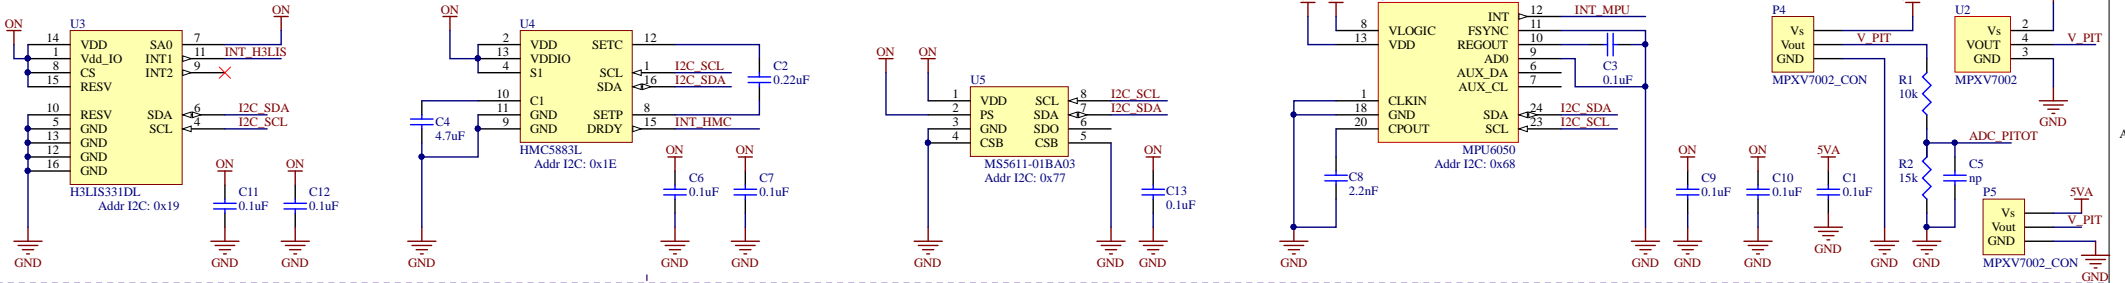 ON
U3
14 VDD SA0 7
1 Vdd_IO INT1 11 INT_H3LIS
8 CS INT2 9
15 RESV
10 RESV SDA 6 I2C_SDA
5 GND SCL 4 I2C_SCL
13 GND
12 GND
16 GND
H3LIS331DL
Addr I2C: 0x19
ON
ON
C11
0.1uF
ON
C12
0.1uF
GND
GND
GND
ON
U4
2 VDD SETC 12
13 VDDIO
4 S1 SCL 1 I2C_SCL
SDA 16 I2C_SDA
10 C1
11 GND SETP 8
9 GND DRDY 15 INT_HMC
HMC5883L
Addr I2C: 0x1E
C2
0.22uF
C4
4.7uF
ON
C6
0.1uF
ON
C7
0.1uF
GND
GND
GND
ON
ON
U5
1 VDD SCL 8 I2C_SCL
2 PS SDA 7 I2C_SDA
3 GND SDO 6
4 CSB CSB 5
MS5611-01BA03
Addr I2C: 0x77
ON
C13
0.1uF
GND
GND
GND
INT 12 INT_MPU
8 VLOGIC FSYNC 11
13 VDD REGOUT 10
AD0 9
AUX_DA 6
AUX_CL 7
1 CLKIN
18 GND SDA 24 I2C_SDA
20 CPOUT SCL 23 I2C_SCL
MPU6050
Addr I2C: 0x68
C3
0.1uF
C8
2.2nF
GND
GND
ON
C9
0.1uF
GND
ON
C10
0.1uF
GND
5VA
C1
0.1uF
GND
P4
Vs
Vout V_PIT
GND
MPXV7002_CON
GND
R1
10k
R2
15k
ADC_PITOT
C5
np
GND
U2
Vs 2
VOUT 4 V_PIT
GND 3
MPXV7002
GND
P5
5VA
Vs
Vout V_PIT
GND
MPXV7002_CON
GND